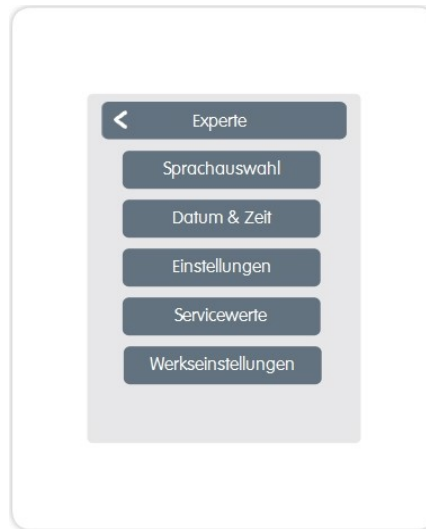 Experte
Sprachauswahl
Datum & Zeit
Einstellungen
Servicewerte
Werkseinstellungen